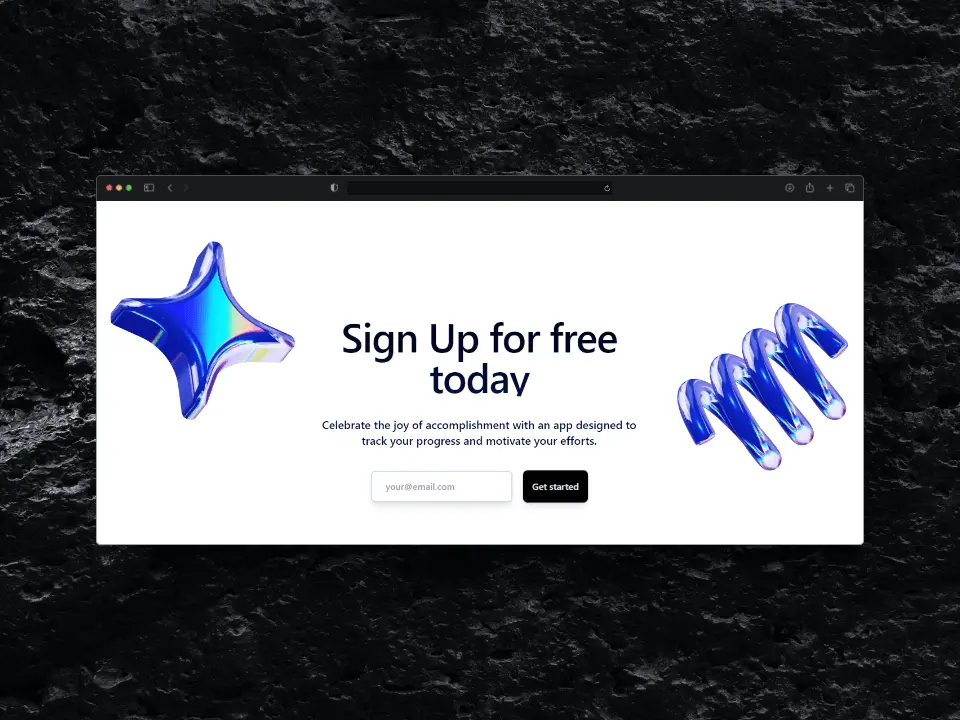 Sign Up for free
today
Celebrate the joy of accomplishment with an app designed to
track your progress and motivate your efforts.
your@email.com
Get started